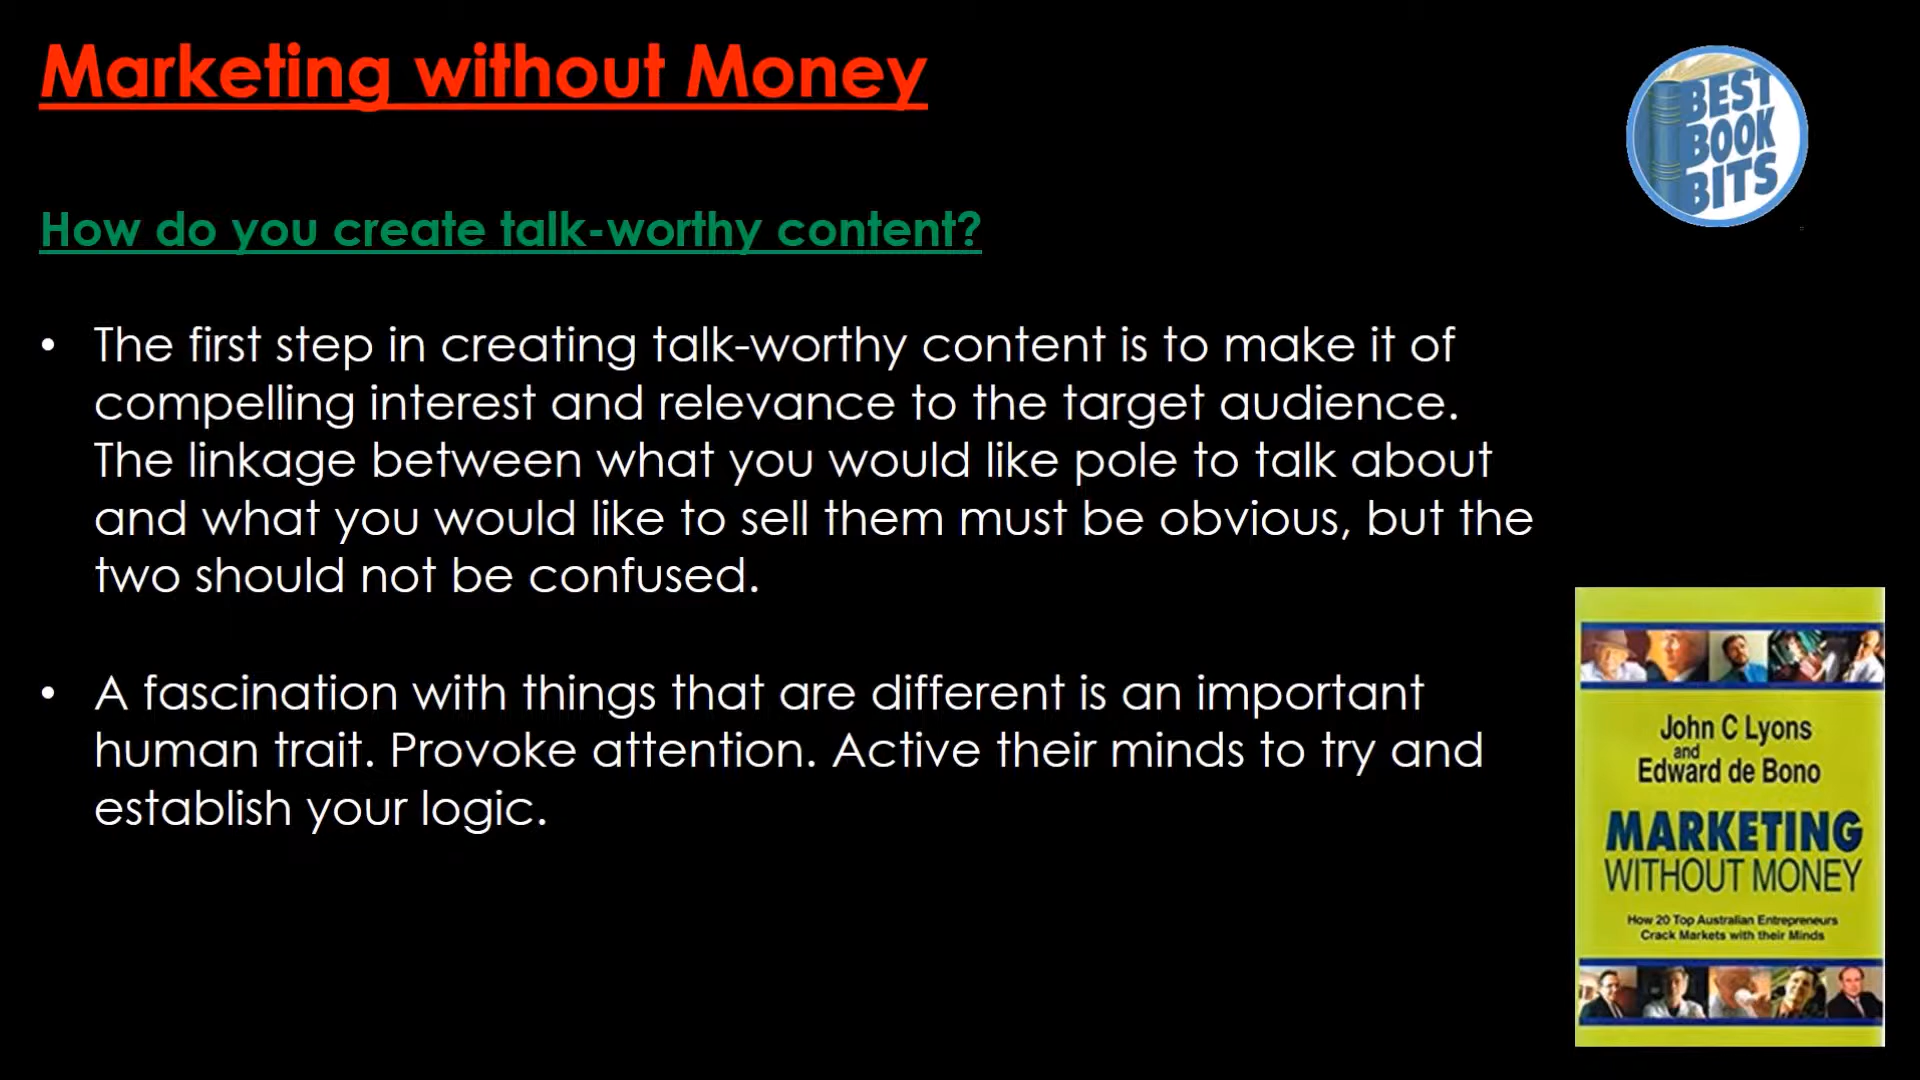 Marketing without Money
BEST
BOOK
BITS
How do you create talk-worthy content?
• The first step in creating talk-worthy content is to make it of
compelling interest and relevance to the target audience.
The linkage between what you would like pole to talk about
and what you would like to sell them must be obvious, but the
two should not be confused.
• A fascination with things that are different is an important
human trait. Provoke attention. Active their minds to try and
establish your logic.
John C Lyons
and
Edward de Bono
MARKETING
WITHOUT MONEY
How 20 Top Australian Entrepreneurs
Crack Markets with their Minds